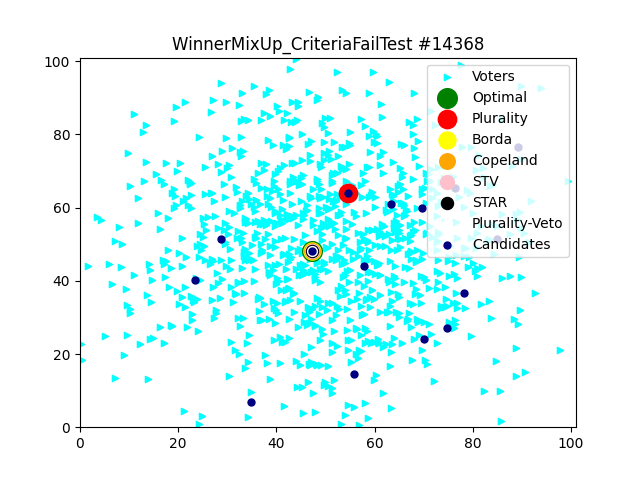 WinnerMixUp_CriteriaFailTest #14368
100
80
60
40
20
0
0 20 40 60 80 100
Voters
Optimal
Plurality
Borda
Copeland
STV
STAR
Plurality-Veto
Candidates